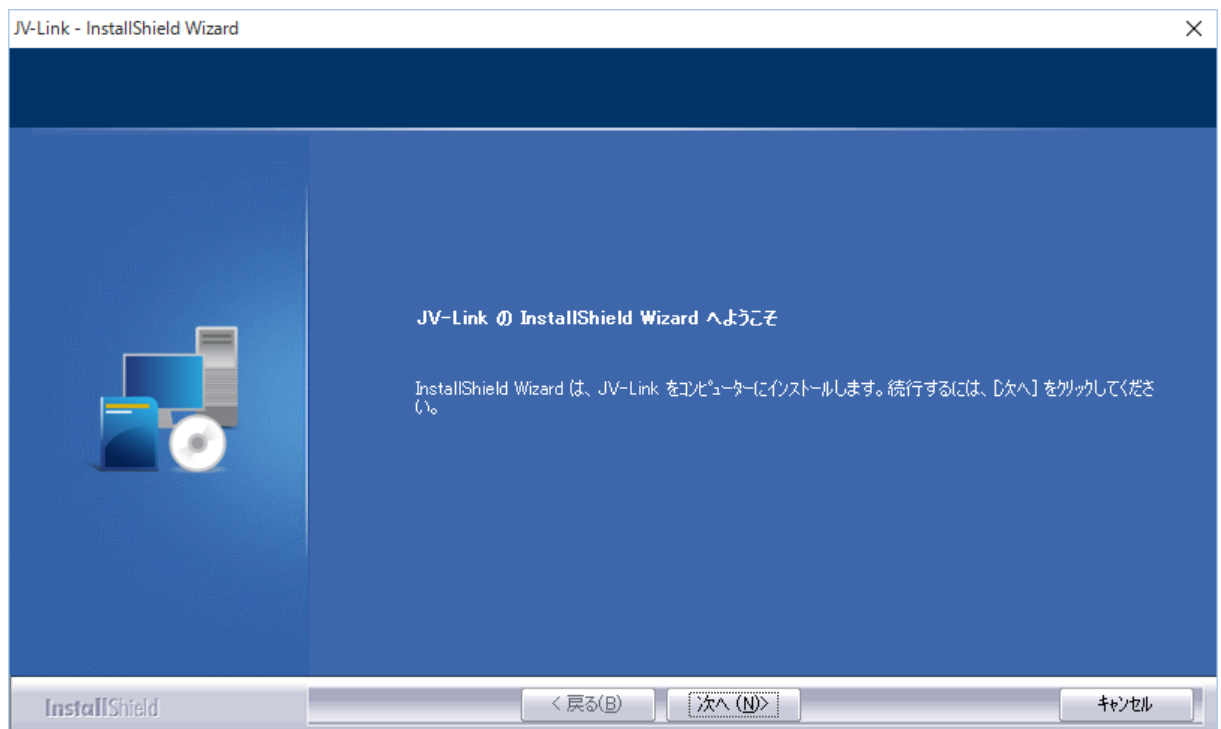 JV-Link - InstallShield Wizard
JV-Link の InstallShield Wizard へようこそ
InstallShield Wizard は、JV-Link をコンピューターにインストールします。続行するには、[次へ] をクリックしてくださ
い。
InstallShield
< 戻る(B)
次へ (N)>
キャンセル